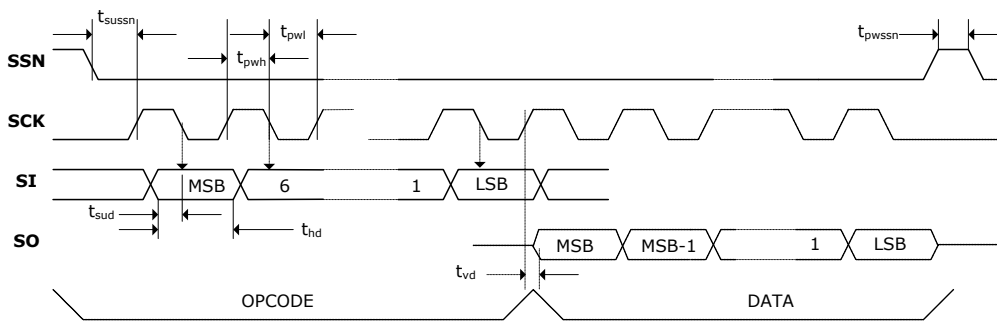 tsussn
tpwl
tpwssn
tpwh
SSN
SCK
SI
MSB
6
1
LSB
tsud
thd
SO
MSB
MSB-1
1
LSB
tvd
OPCODE
DATA